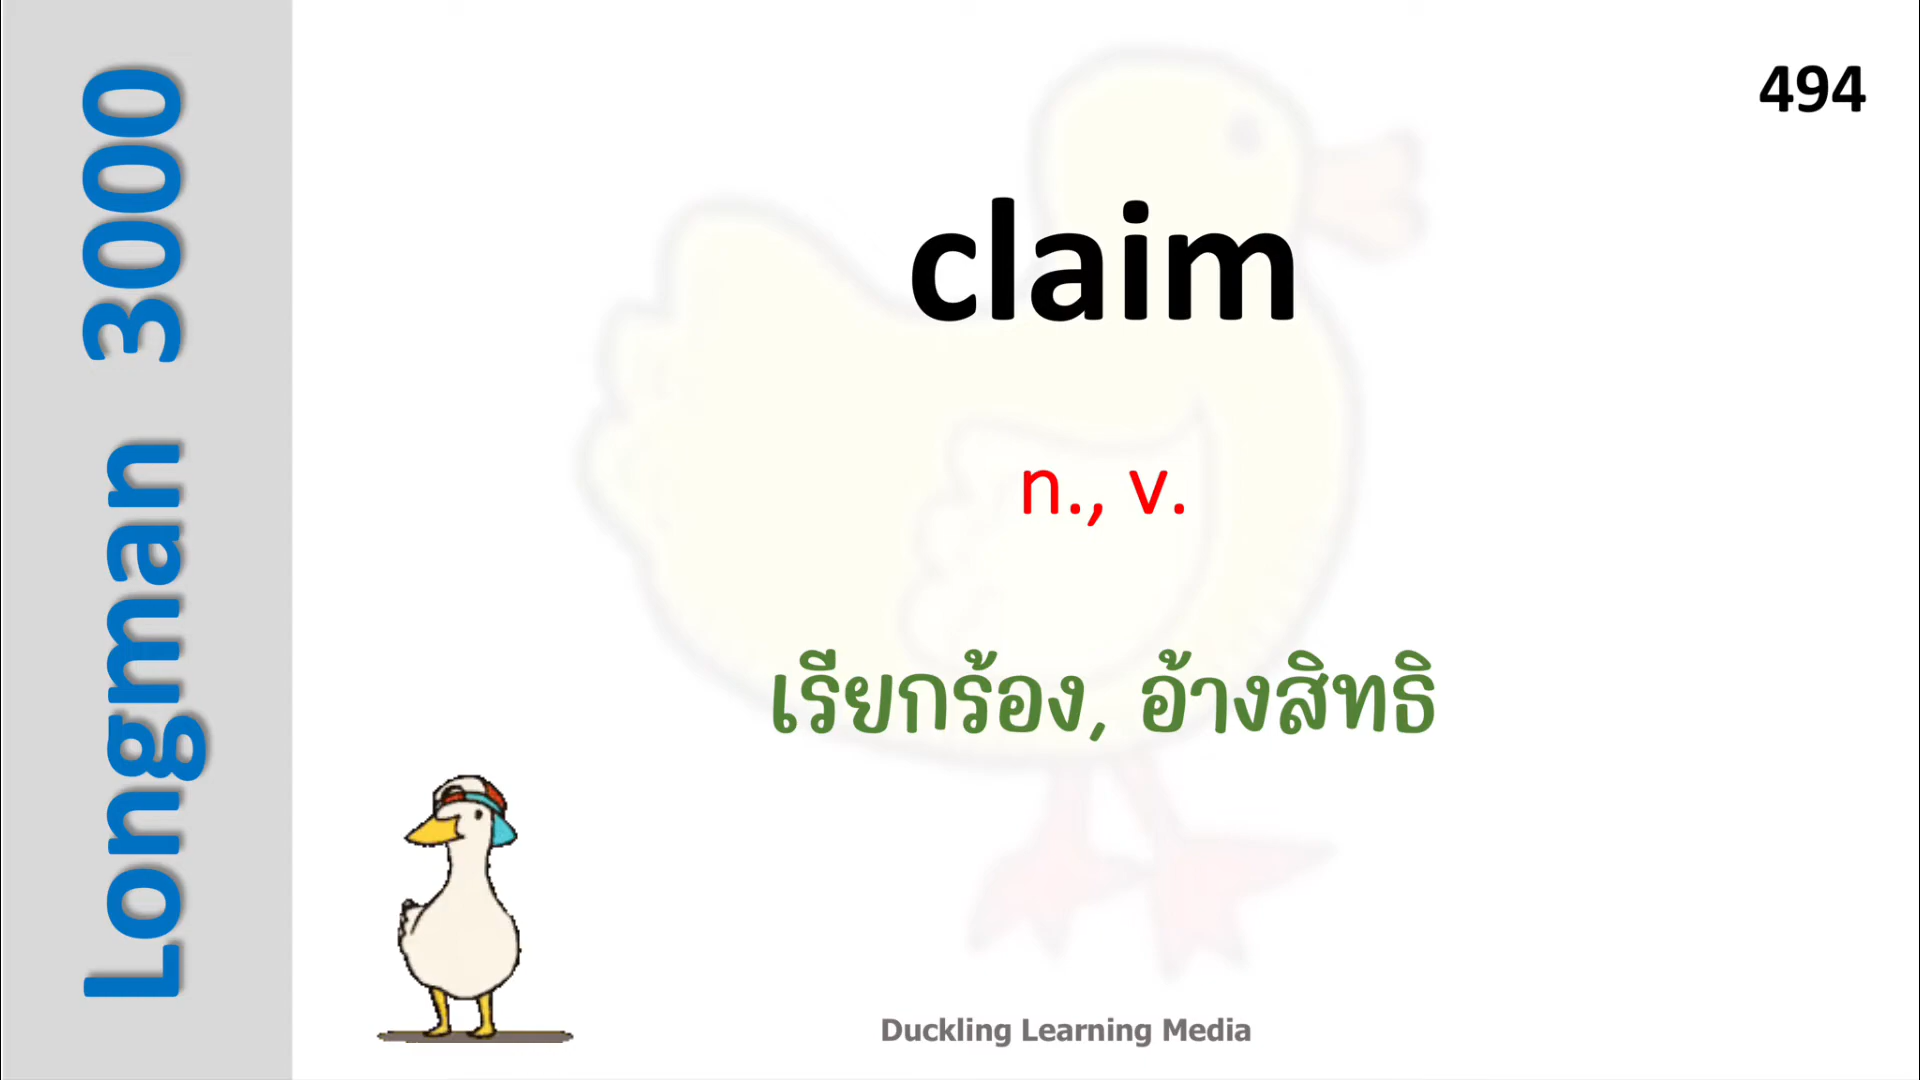 Longman 3000
494
claim
n., v.
เรียกร้อง, อ้างสิทธิ
Duckling Learning Media